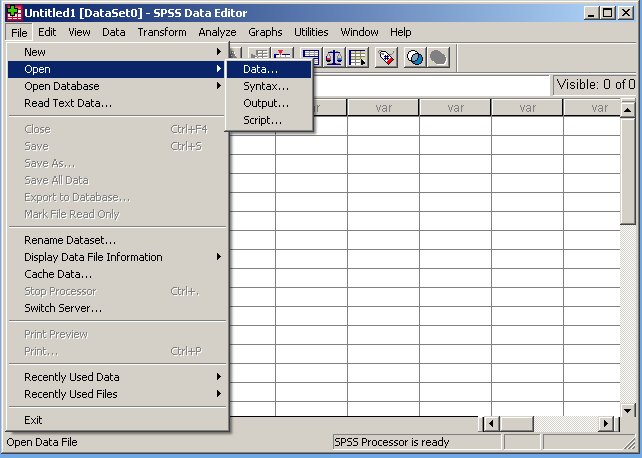 Untitled1 [DataSet0] - SPSS Data Editor
File Edit View Data Transform Analyze Graphs Utilities Window Help
New
Open
Open Database
Read Text Data...
Close Ctrl+F4
Save Ctrl+S
Save As...
Save All Data
Export to Database...
Mark File Read Only
Rename Dataset...
Display Data File Information
Cache Data...
Stop Processor Ctrl+.
Switch Server...
Print Preview
Print... Ctrl+P
Recently Used Data
Recently Used Files
Exit
Data...
Syntax...
Output...
Script...
Visible: 0 of 0
var var var var var
Open Data File
SPSS Processor is ready